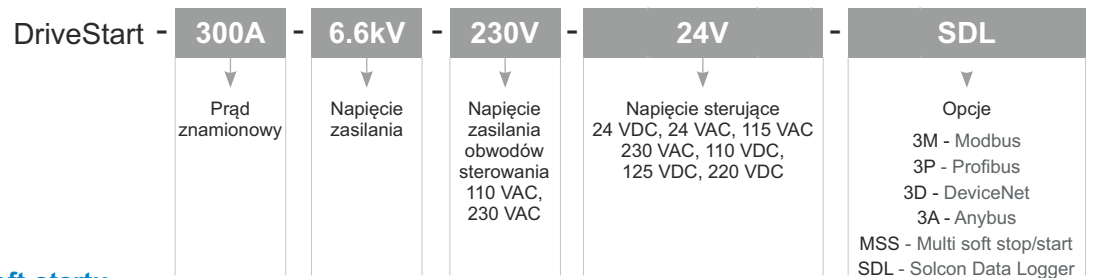 DriveStart - 300A - 6.6kV - 230V - 24V - SDL
Prąd
znamionowy
Napięcie
zasilania
Napięcie
zasilania
obwodów
sterowania
110 VAC,
230 VAC
Napięcie sterujące
24 VDC, 24 VAC, 115 VAC
230 VAC, 110 VDC,
125 VDC, 220 VDC
Opcje
3M - Modbus
3P - Profibus
3D - DeviceNet
3A - Anybus
MSS - Multi soft stop/start
SDL - Solcon Data Logger